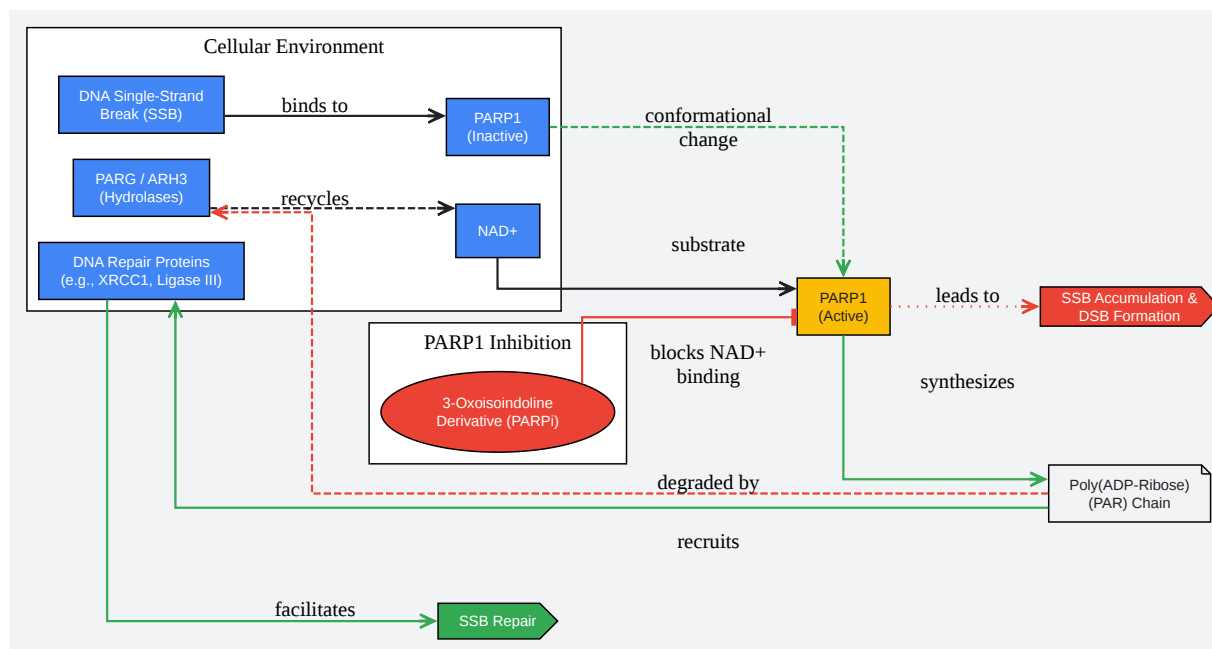 Cellular Environment
DNA Single-Strand
Break (SSB)
binds to
PARP1
(Inactive)
conformational
change
PARG / ARH3
(Hydrolases)
recycles
NAD+
substrate
DNA Repair Proteins
(e.g., XRCC1, Ligase III)
PARP1
(Active)
leads to
SSB Accumulation &
DSB Formation
PARP1 Inhibition
blocks NAD+
binding
synthesizes
3-Oxoisoindoline
Derivative (PARPi)
degraded by
Poly(ADP-Ribose)
(PAR) Chain
recruits
facilitates
SSB Repair